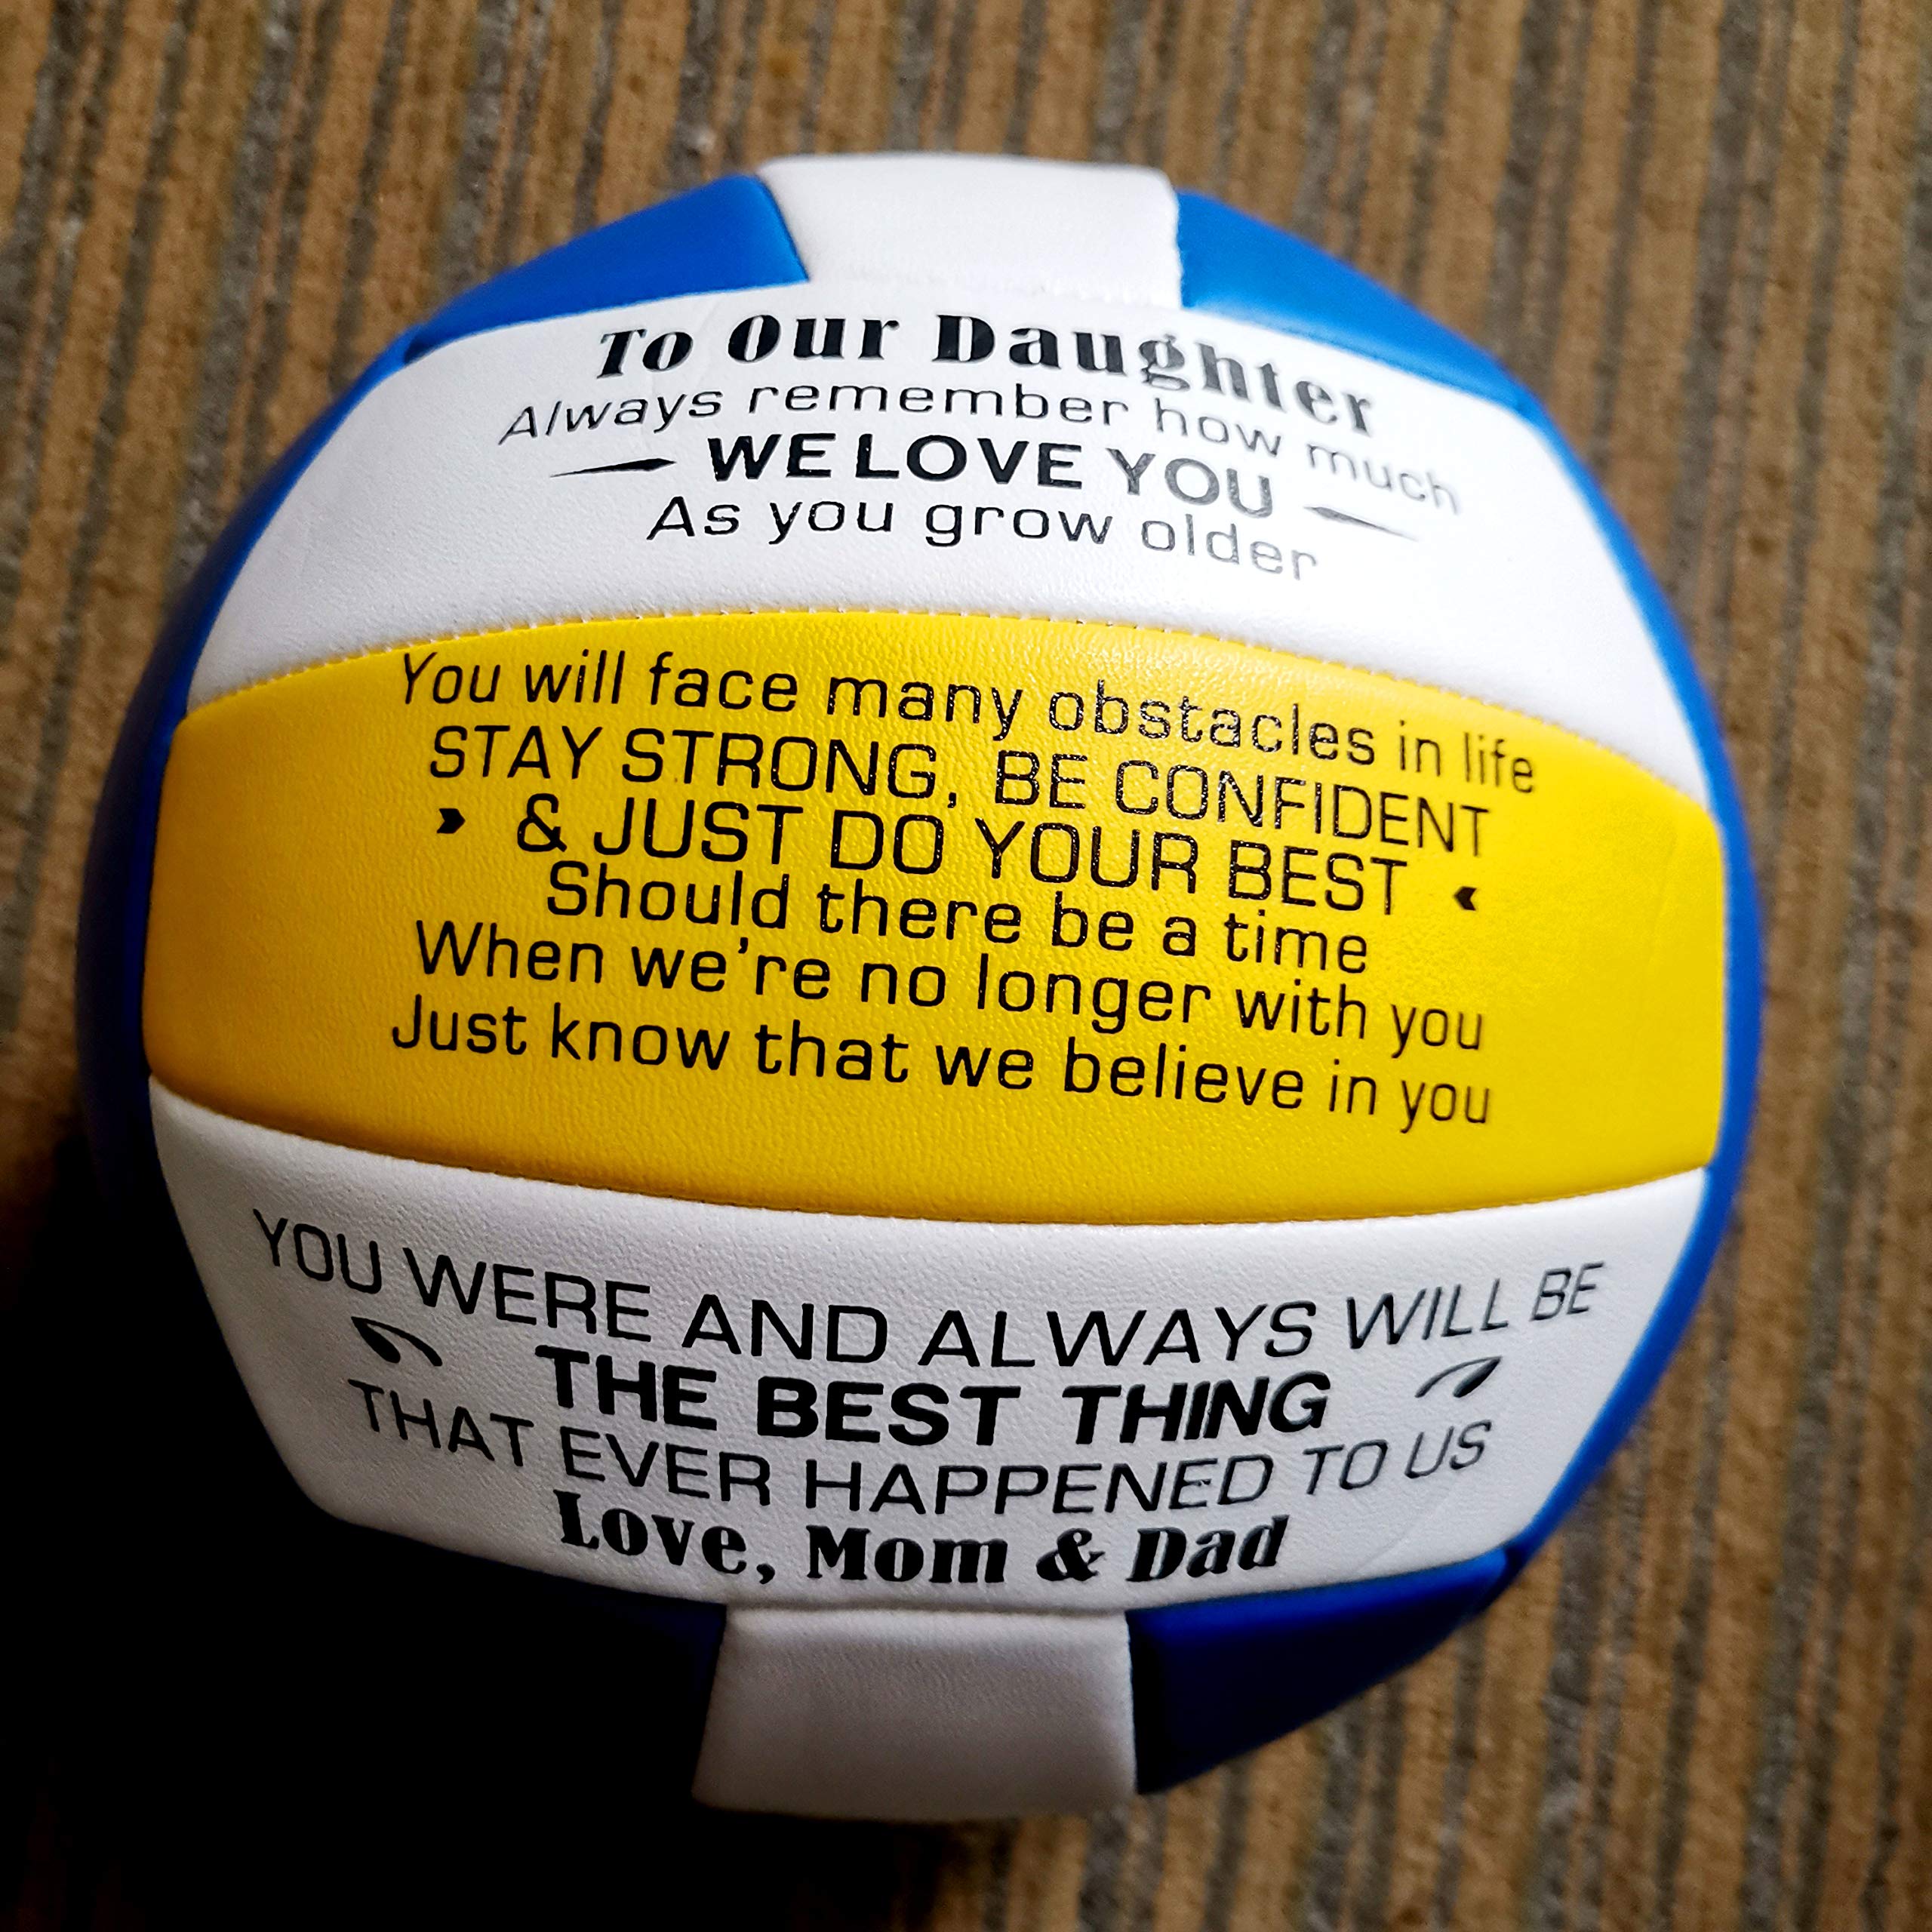 To Our Daughter
Always remember how much
WE LOVE YOU
As you grow older
You will face many obstacles in life
STAY STRONG, BE CONFIDENT
& JUST DO YOUR BEST
Should there be a time
When we're no longer with you
Just know that we believe in you
YOU WERE AND ALWAYS WILL BE
THE BEST THING
THAT EVER HAPPENED TO US
Love, Mom & Dad